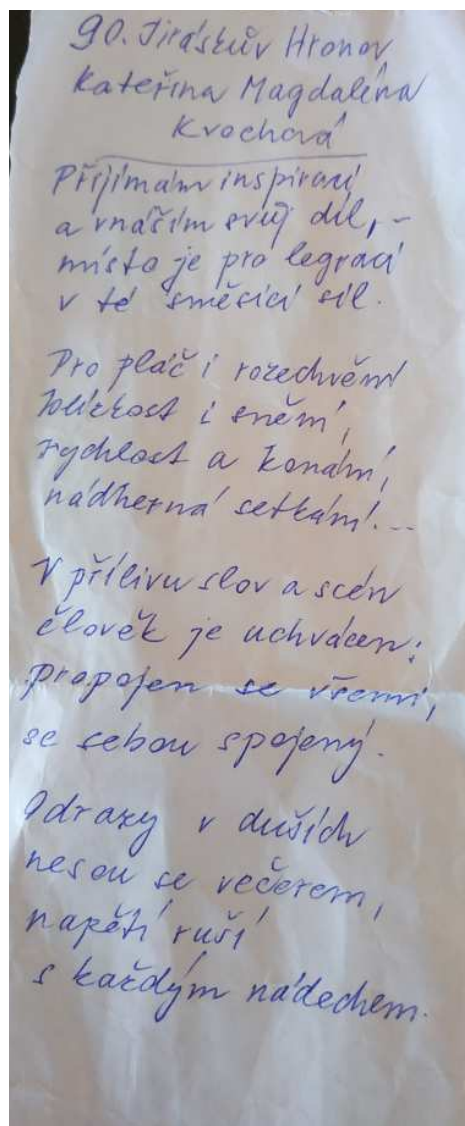 90. Jiráskův Hronov
Kateřina Magdaléna
Kvochová
Přijímám inspiraci
a vnáším svůj díl, -
místo je pro legraci
v té směsici sil.
Pro pláč i rozechvění
blízkost i snění,
rychlost a konání,
nádherná setkání...
V přílivu slov a scén
člověk je uchvácen:
propojen se všemi,
se sebou spojený.
Odrazy v duších
nesou se večerem,
napětí ruší
s každým nádechem.